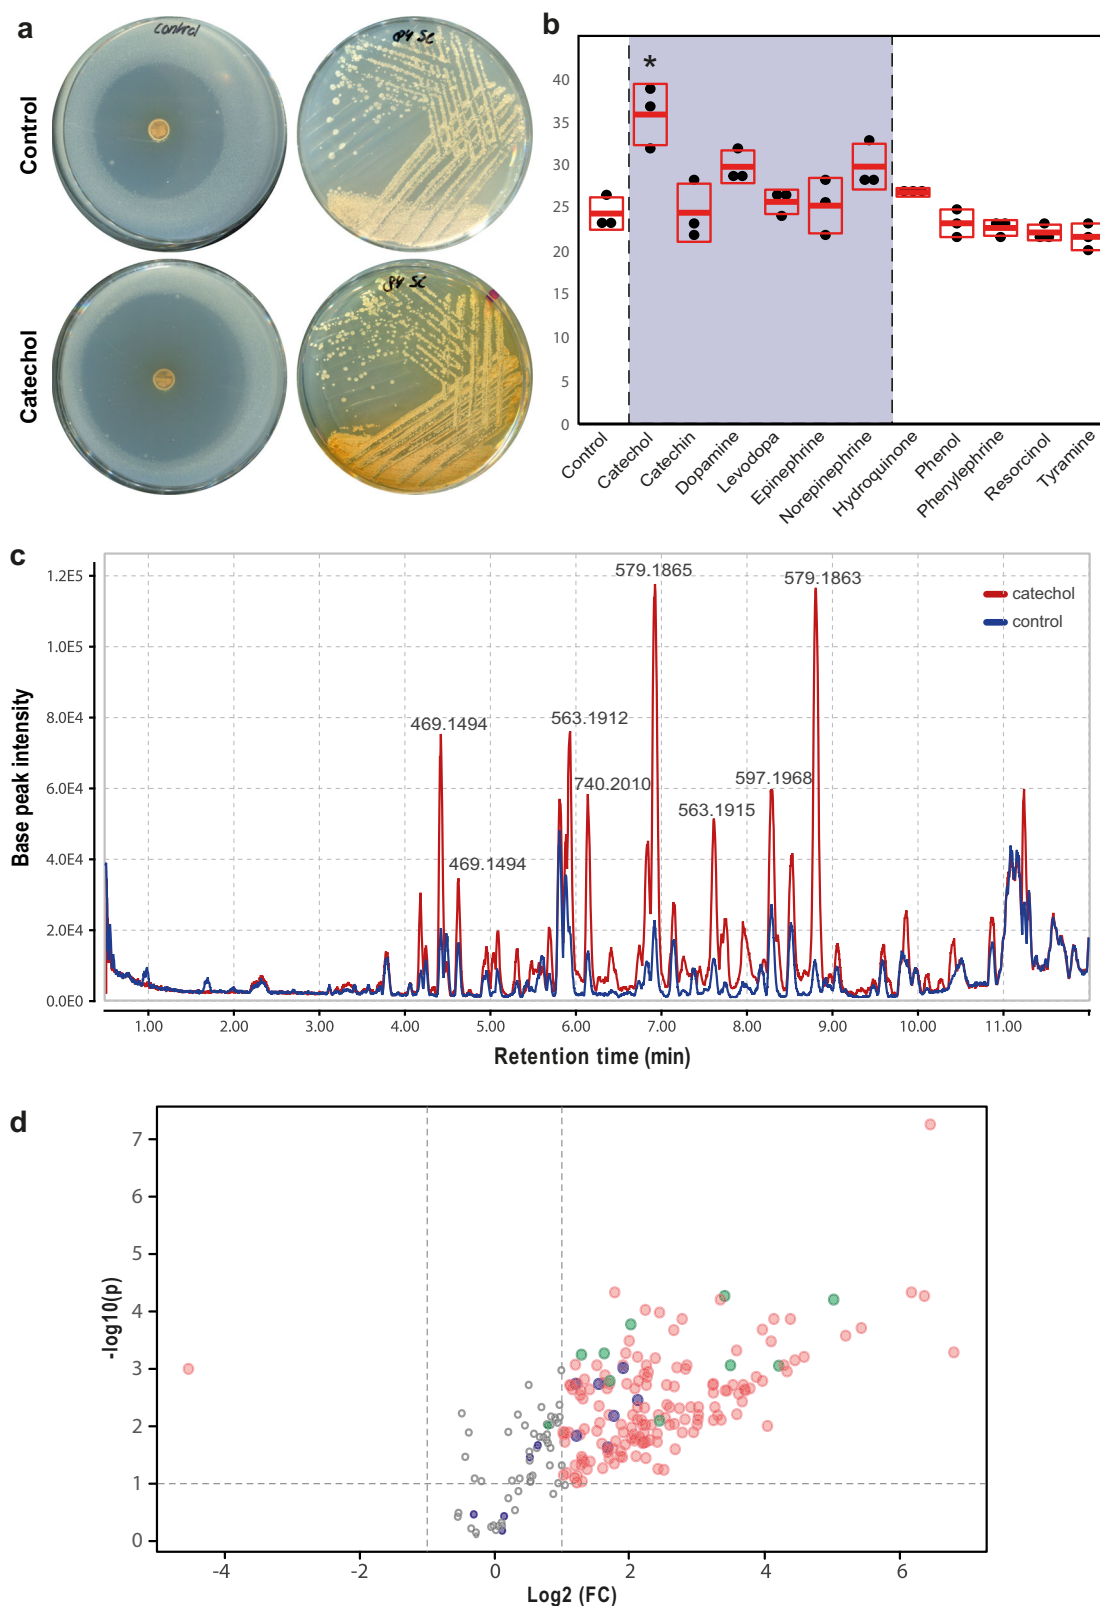 a
Control
control
84 SC
Catechol
84 SC
b
*
40
35
30
25
20
15
10
5
0
Control
Catechol
Catechin
Dopamine
Levodopa
Epinephrine
Norepinephrine
Hydroquinone
Phenol
Phenylephrine
Resorcinol
Tyramine
c
Base peak intensity
1.2E5
1.0E5
8.0E4
6.0E4
4.0E4
2.0E4
0.0E0
579.1865
579.1863
catechol
control
469.1494
563.1912
740.2010
597.1968
563.1915
469.1494
1.00 2.00 3.00 4.00 5.00 6.00 7.00 8.00 9.00 10.00 11.00
Retention time (min)
d
-log10(p)
7
6
5
4
3
2
1
0
-4 -2 0 2 4 6
Log2 (FC)